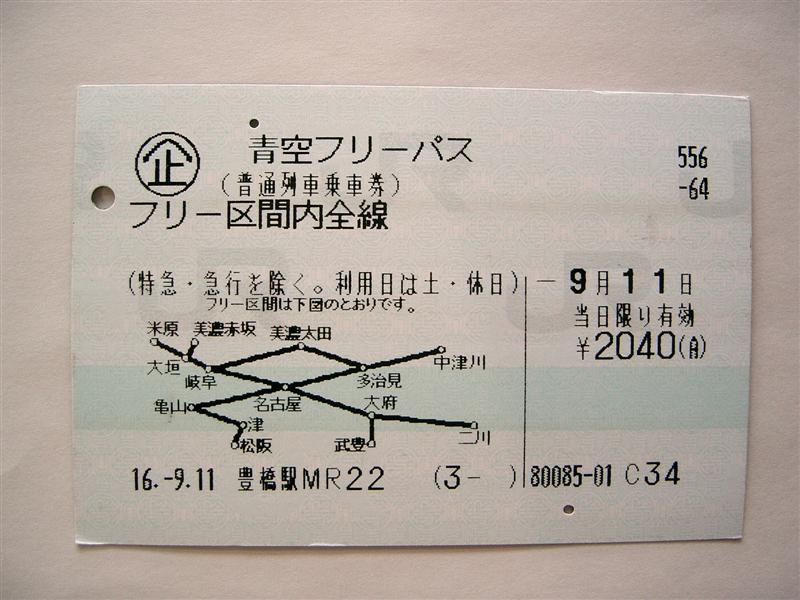 企 青空フリーパス
(普通列車乗車券)
556
-64
フリー区間内全線
(特急・急行を除く。利用日は土・休日)
フリー区間は下図のとおりです。
-9月11日
当日限り有効
¥2040
米原 美濃赤坂 美濃太田
大垣 岐阜 多治見 中津川
亀山 名古屋 大府
津 二川
松阪 武豊
16.-9.11 豊橋駅MR22 (3- ) 80085-01 C34